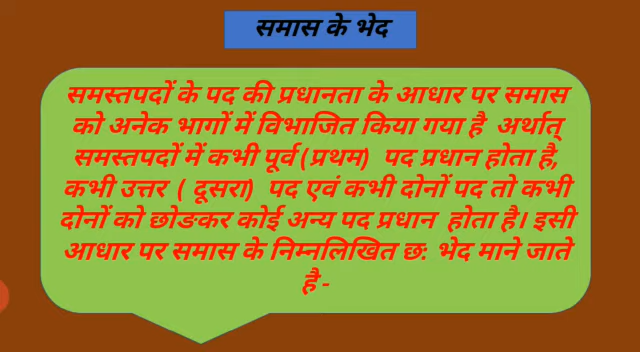 समास के भेद
समस्तपदों के पद की प्रधानता के आधार पर समास
को अनेक भागों में विभाजित किया गया है अर्थात्
समस्तपदों में कभी पूर्व (प्रथम) पद प्रधान होता है,
कभी उत्तर ( दूसरा) पद एवं कभी दोनों पद तो कभी
दोनों को छोङकर कोई अन्य पद प्रधान होता है। इसी
आधार पर समास के निम्नलिखित छ: भेद माने जाते
है -